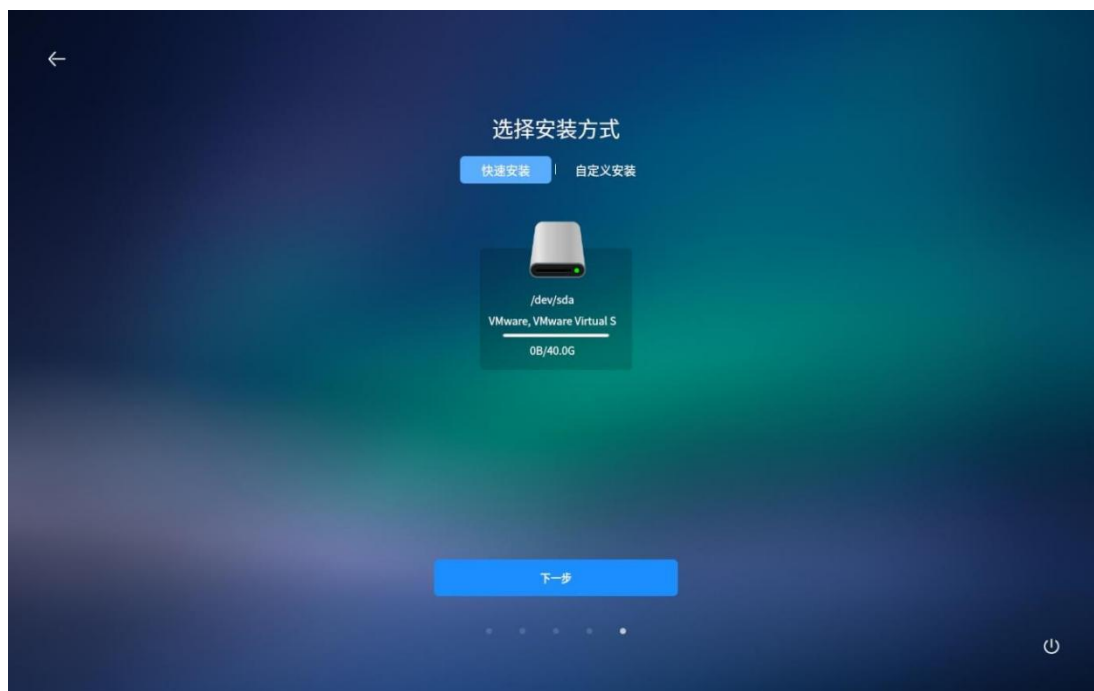 选择安装方式
快速安装 | 自定义安装
/dev/sda
VMware, VMware Virtual S
0B/40.0G
下一步